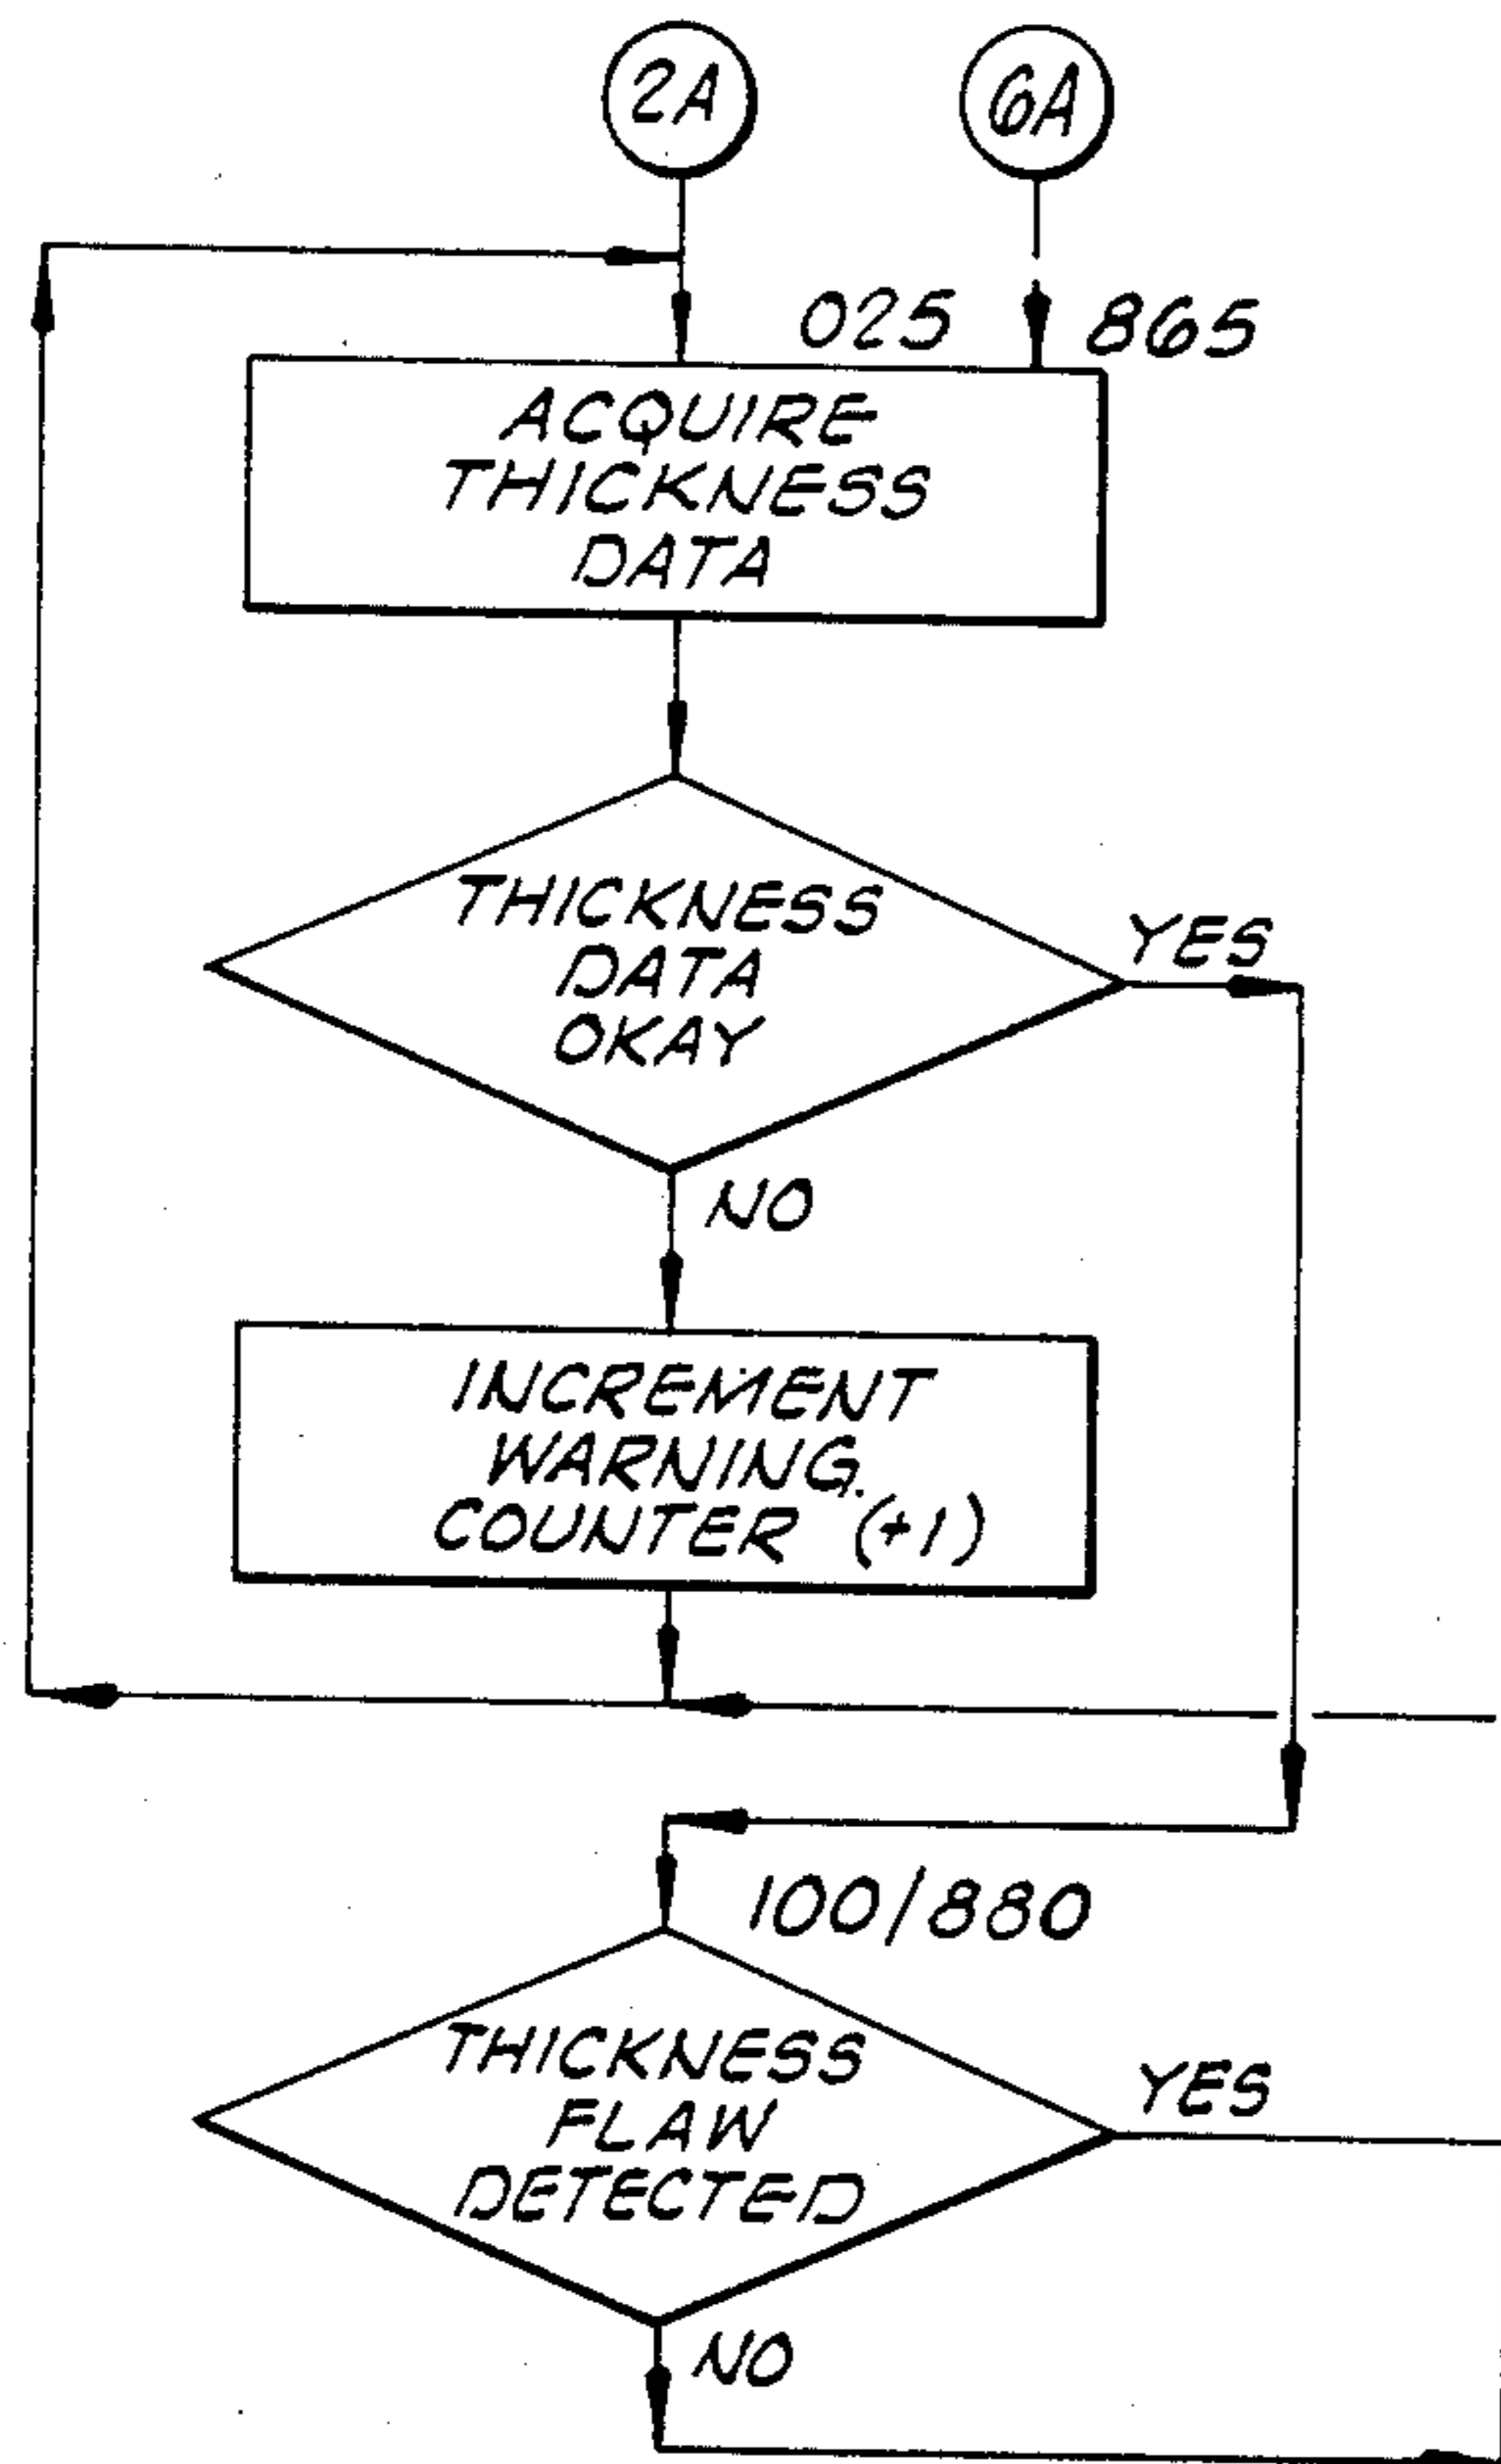 2A
6A
025
865
ACQUIRE
THICKNESS
DATA
THICKNESS
DATA
OKAY
YES
NO
INCREMENT
WARNING
COUNTER (+1)
100/880
THICKNESS
FLAW
DETECTED
YES
NO